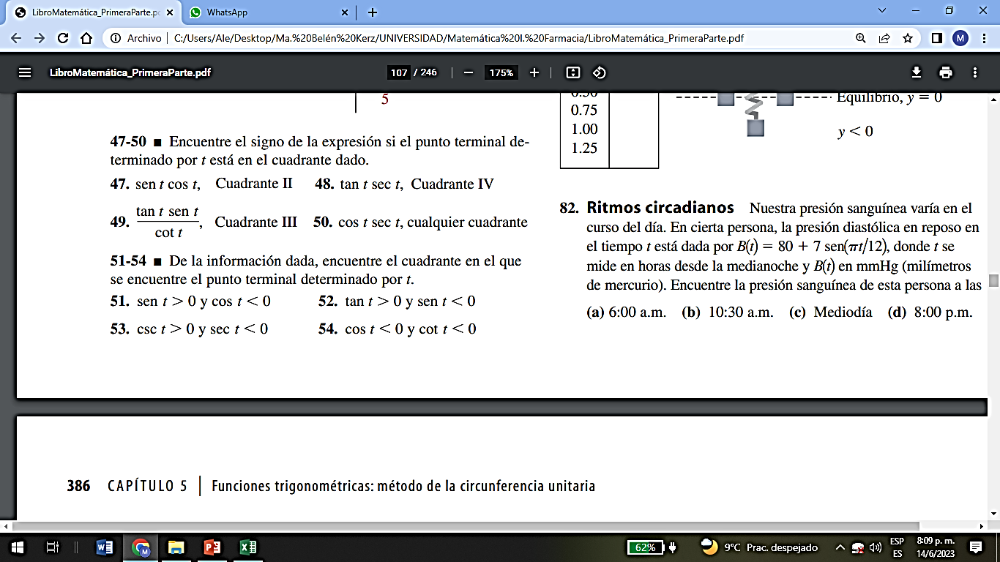 LibroMatemática_PrimeraParte.pc
WhatsApp
Archivo
C:/Users/Ale/Desktop/Ma.%20Belén%20Kerz/UNIVERSIDAD/Matemática%20I.%20Farmacia/LibroMatemática_PrimeraParte.pdf
M
LibroMatemática_PrimeraParte.pdf
107 / 246
175%
5
47-50 ■ Encuentre el signo de la expresión si el punto terminal de-
terminado por t está en el cuadrante dado.
47. sen t cos t, Cuadrante II 48. tan t sec t, Cuadrante IV
49. tan t sen t / cot t, Cuadrante III 50. cos t sec t, cualquier cuadrante
51-54 ■ De la información dada, encuentre el cuadrante en el que
se encuentre el punto terminal determinado por t.
51. sen t > 0 y cos t < 0 52. tan t > 0 y sen t < 0
53. csc t > 0 y sec t < 0 54. cos t < 0 y cot t < 0
0.50
0.75
1.00
1.25
Equilibrio, y = 0
y < 0
82. Ritmos circadianos Nuestra presión sanguínea varía en el
curso del día. En cierta persona, la presión diastólica en reposo en
el tiempo t está dada por B(t) = 80 + 7 sen(πt/12), donde t se
mide en horas desde la medianoche y B(t) en mmHg (milímetros
de mercurio). Encuentre la presión sanguínea de esta persona a las
(a) 6:00 a.m. (b) 10:30 a.m. (c) Mediodía (d) 8:00 p.m.
386 CAPÍTULO 5 | Funciones trigonométricas: método de la circunferencia unitaria
62%
9°C Prac. despejado
ESP
ES
8:09 p. m.
14/6/2023